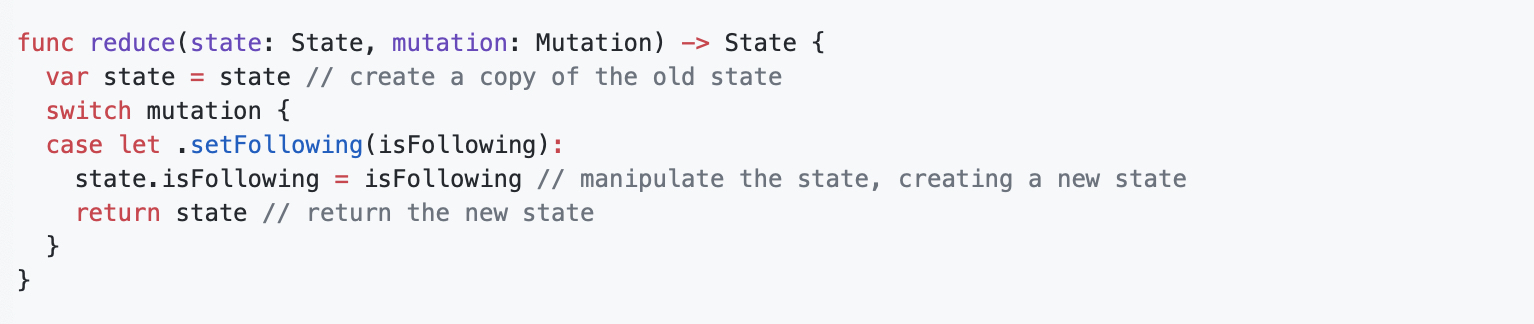 func reduce(state: State, mutation: Mutation) -> State {
  var state = state // create a copy of the old state
  switch mutation {
  case let .setFollowing(isFollowing):
    state.isFollowing = isFollowing // manipulate the state, creating a new state
    return state // return the new state
  }
}